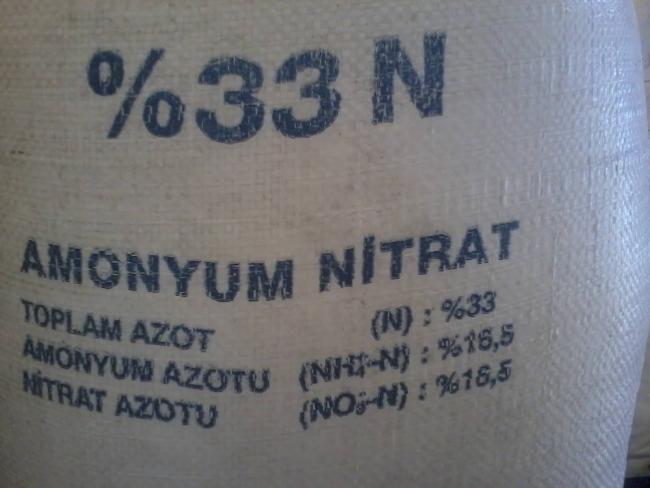 %33 N
AMONYUM NİTRAT
TOPLAM AZOT (N) : %33
AMONYUM AZOTU (NH₄-N) : %16,5
NİTRAT AZOTU (NO₃-N) : %16,5